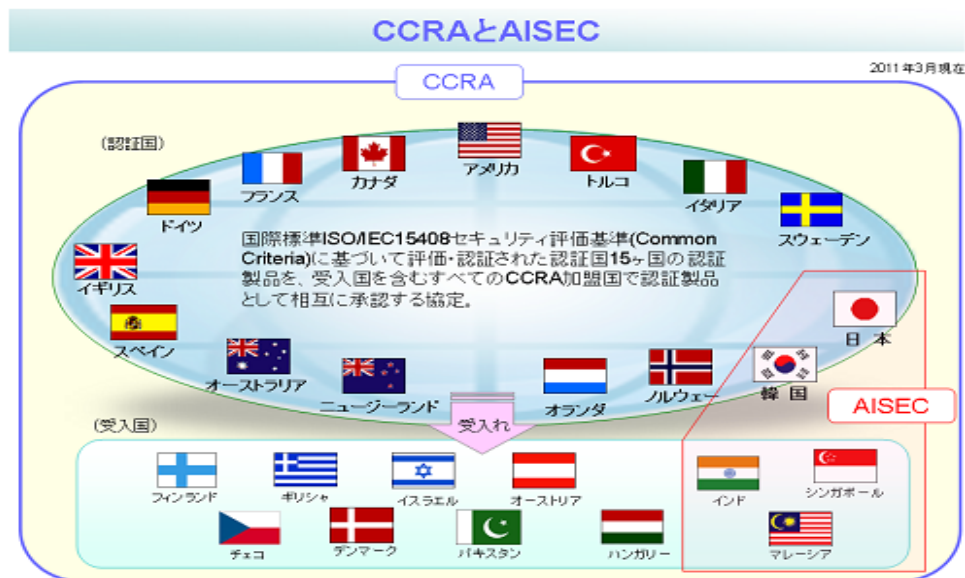 CCRAとAISEC
2011年3月現在
CCRA
(認証国)
アメリカ
カナダ
トルコ
フランス
イタリア
ドイツ
スウェーデン
国際標準ISO/IEC15408セキュリティ評価基準(Common
Criteria)に基づいて評価・認証された認証国15ヶ国の認証
製品を、受入国を含むすべてのCCRA加盟国で認証製品
として相互に承認する協定。
イギリス
日本
スペイン
オーストラリア
ニュージーランド
オランダ
ノルウェー
韓国
AISEC
受入れ
(受入国)
フィンランド
ギリシャ
イスラエル
オーストリア
インド
シンガポール
チェコ
デンマーク
パキスタン
ハンガリー
マレーシア